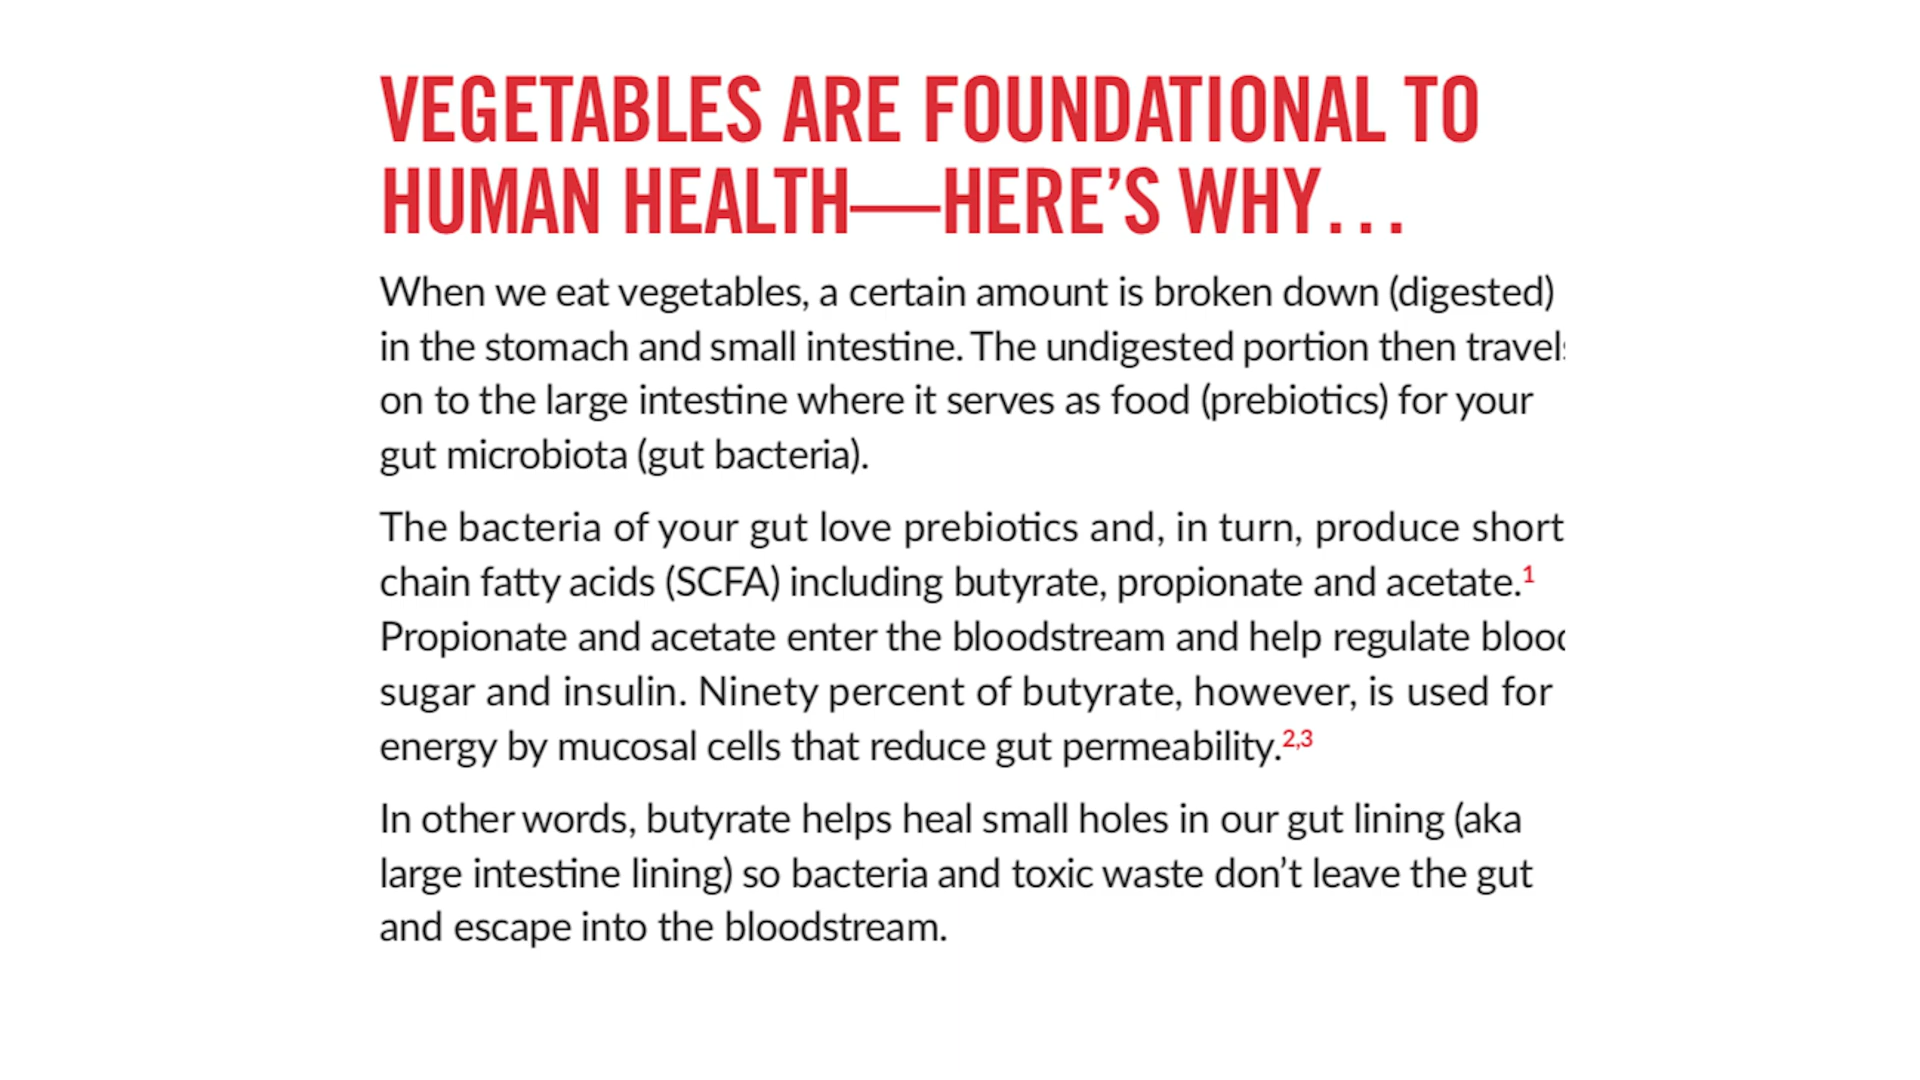 VEGETABLES ARE FOUNDATIONAL TO
HUMAN HEALTH—HERE’S WHY…
When we eat vegetables, a certain amount is broken down (digested)
in the stomach and small intestine. The undigested portion then travels
on to the large intestine where it serves as food (prebiotics) for your
gut microbiota (gut bacteria).
The bacteria of your gut love prebiotics and, in turn, produce short
chain fatty acids (SCFA) including butyrate, propionate and acetate.1
Propionate and acetate enter the bloodstream and help regulate blood
sugar and insulin. Ninety percent of butyrate, however, is used for
energy by mucosal cells that reduce gut permeability.2,3
In other words, butyrate helps heal small holes in our gut lining (aka
large intestine lining) so bacteria and toxic waste don’t leave the gut
and escape into the bloodstream.